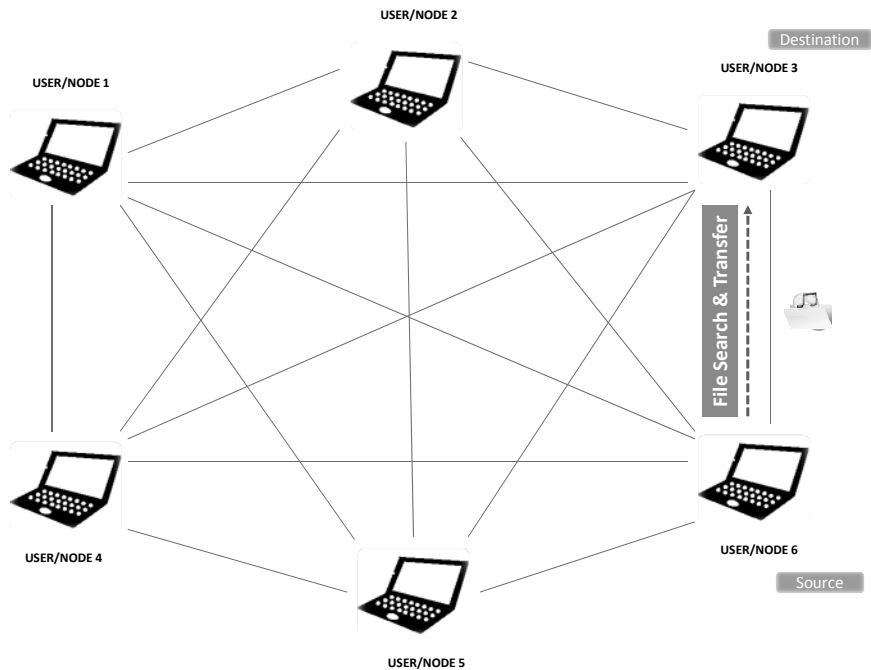 USER/NODE 2
Destination
USER/NODE 3
USER/NODE 1
File Search & Transfer
USER/NODE 4
USER/NODE 6
Source
USER/NODE 5